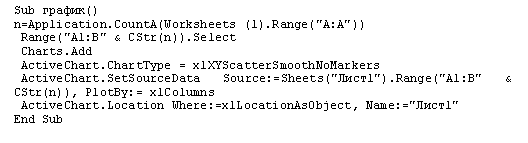 Sub график()
n=Application.CountA(Worksheets (1).Range("A:A"))
Range("A1:B" & CStr(n)).Select
Charts.Add
ActiveChart.ChartType = xlXYScatterSmoothNoMarkers
ActiveChart.SetSourceData Source:=Sheets("Лист1").Range("A1:B" &
CStr(n)), PlotBy:= xlColumns
ActiveChart.Location Where:=xlLocationAsObject, Name:="Лист1"
End Sub